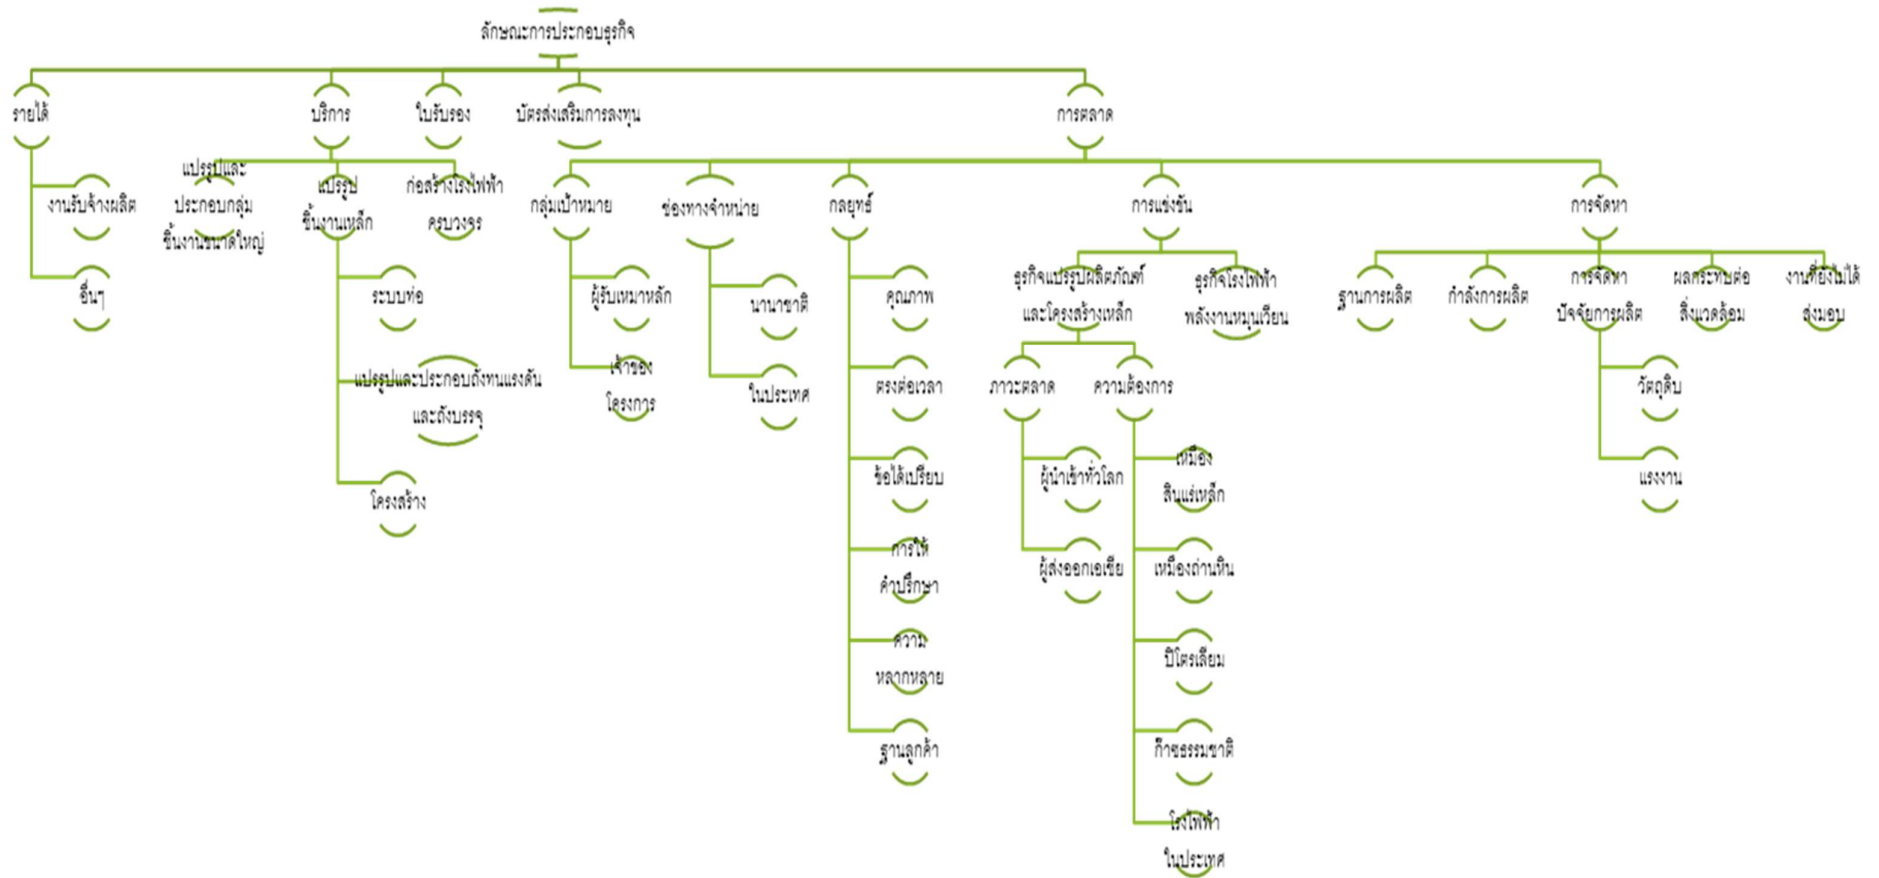 ลักษณะการประกอบธุรกิจ
รายได้
บริการ
ใบรับรอง
บัตรส่งเสริมการลงทุน
การตลาด
งานรับจ้างผลิต
อื่นๆ
แปรรูปและ
ประกอบกลุ่ม
ชิ้นงานขนาดใหญ่
แปรรูป
ชิ้นงานเหล็ก
ก่อสร้างโรงไฟฟ้า
ครบวงจร
ระบบท่อ
แปรรูปและประกอบถังทนแรงดัน
และถังบรรจุ
โครงสร้าง
กลุ่มเป้าหมาย
ช่องทางจำหน่าย
กลยุทธ์
การแข่งขัน
การจัดหา
ผู้รับเหมาหลัก
เจ้าของ
โครงการ
นานาชาติ
ในประเทศ
คุณภาพ
ตรงต่อเวลา
ข้อได้เปรียบ
การให้
คำปรึกษา
ความ
หลากหลาย
ฐานลูกค้า
ธุรกิจแปรรูปผลิตภัณฑ์
และโครงสร้างเหล็ก
ธุรกิจโรงไฟฟ้า
พลังงานหมุนเวียน
ภาวะตลาด
ความต้องการ
ผู้นำเข้าทั่วโลก
ผู้ส่งออกเอเชีย
เหมือง
สินแร่เหล็ก
เหมืองถ่านหิน
ปิโตรเลียม
ก๊าซธรรมชาติ
โรงไฟฟ้า
ในประเทศ
ฐานการผลิต
กำลังการผลิต
การจัดหา
ปัจจัยการผลิต
ผลกระทบต่อ
สิ่งแวดล้อม
งานที่ยังไม่ได้
ส่งมอบ
วัตถุดิบ
แรงงาน